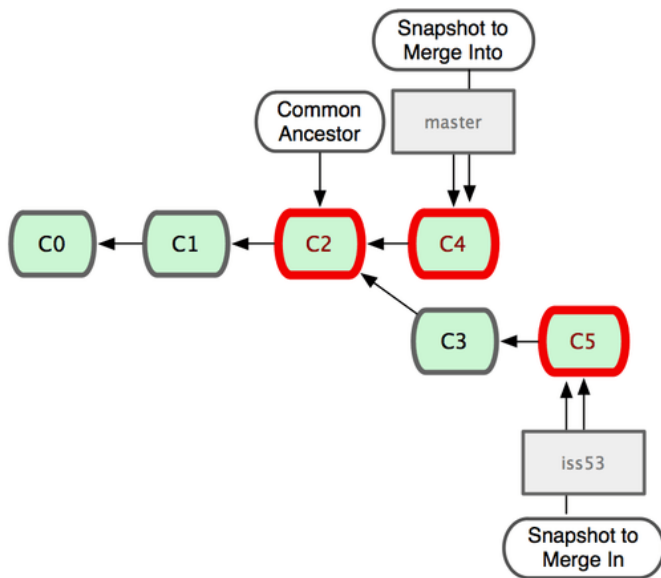 Snapshot to
Merge Into
Common
Ancestor
master
C0
C1
C2
C4
C3
C5
iss53
Snapshot to
Merge In